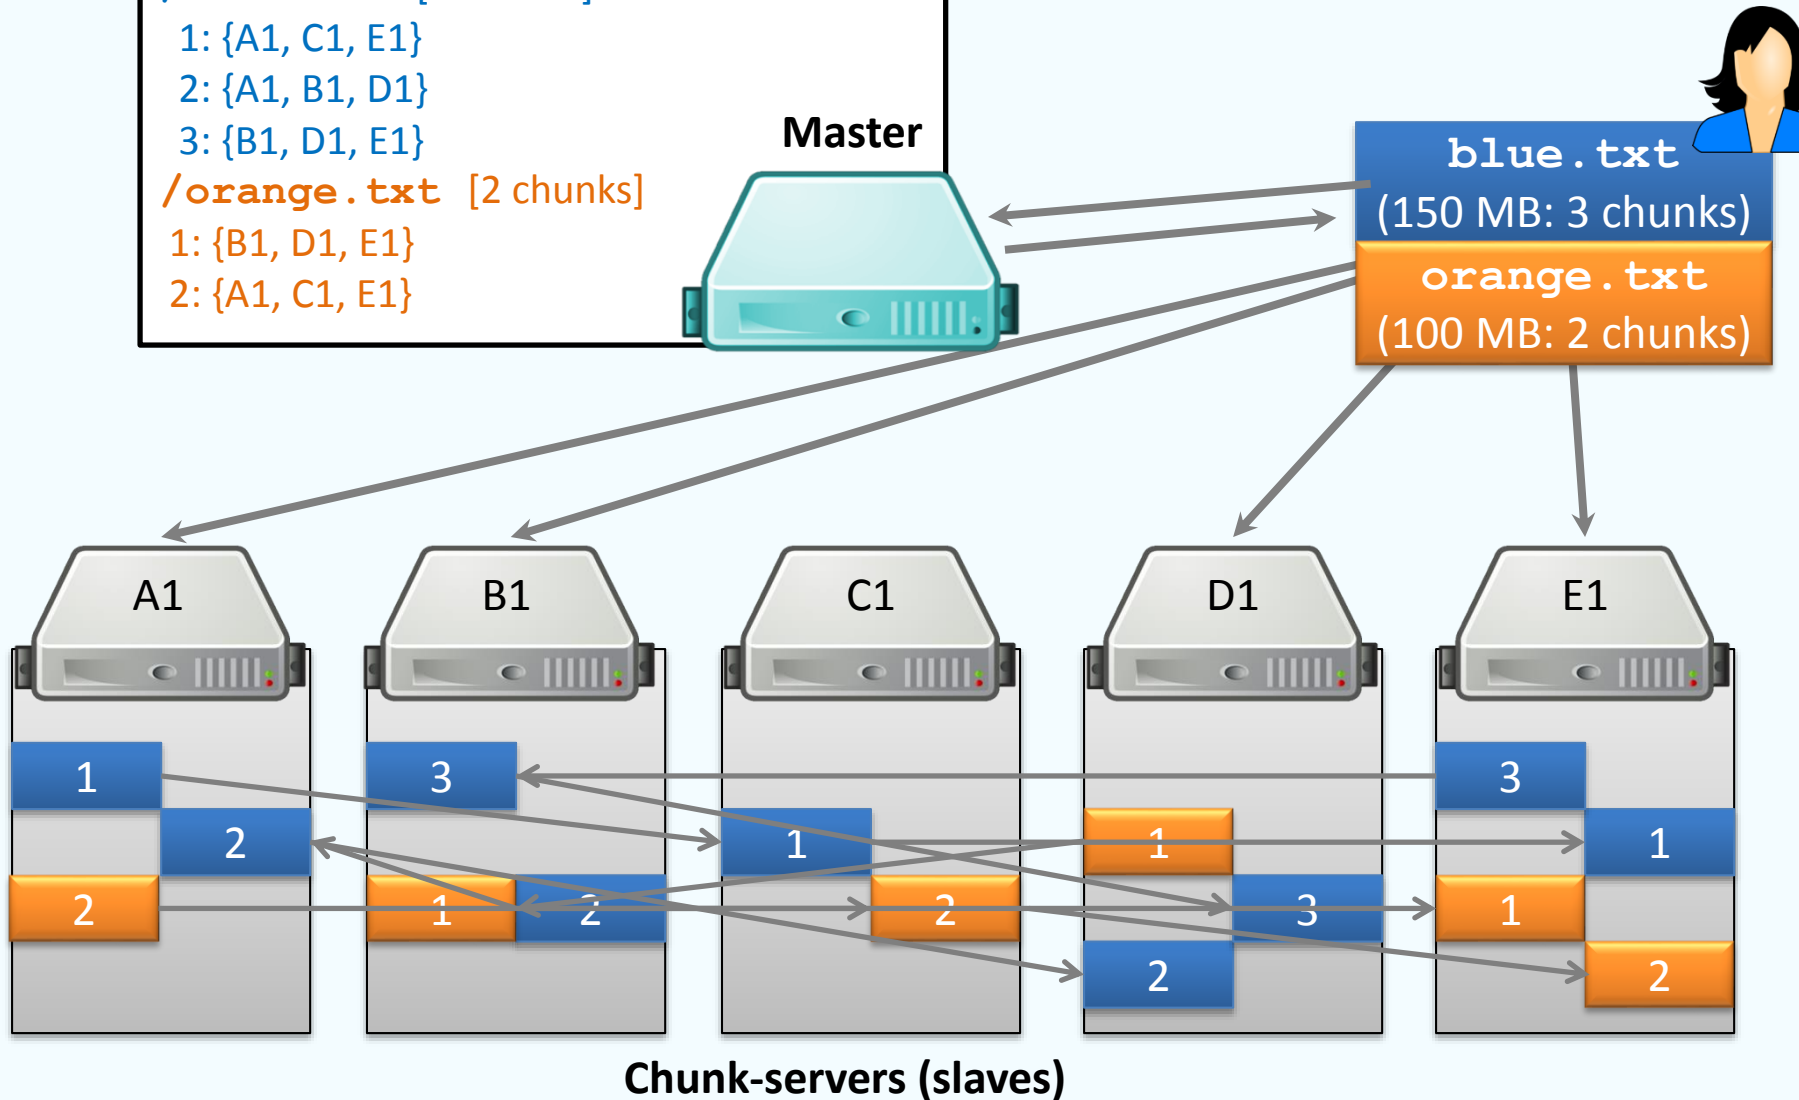 1: {A1, C1, E1}
2: {A1, B1, D1}
3: {B1, D1, E1}
/orange.txt [2 chunks]
1: {B1, D1, E1}
2: {A1, C1, E1}
Master
blue.txt
(150 MB: 3 chunks)
orange.txt
(100 MB: 2 chunks)
A1
B1
C1
D1
E1
1
2
2
3
1
2
1
2
1
3
2
3
1
1
2
Chunk-servers (slaves)